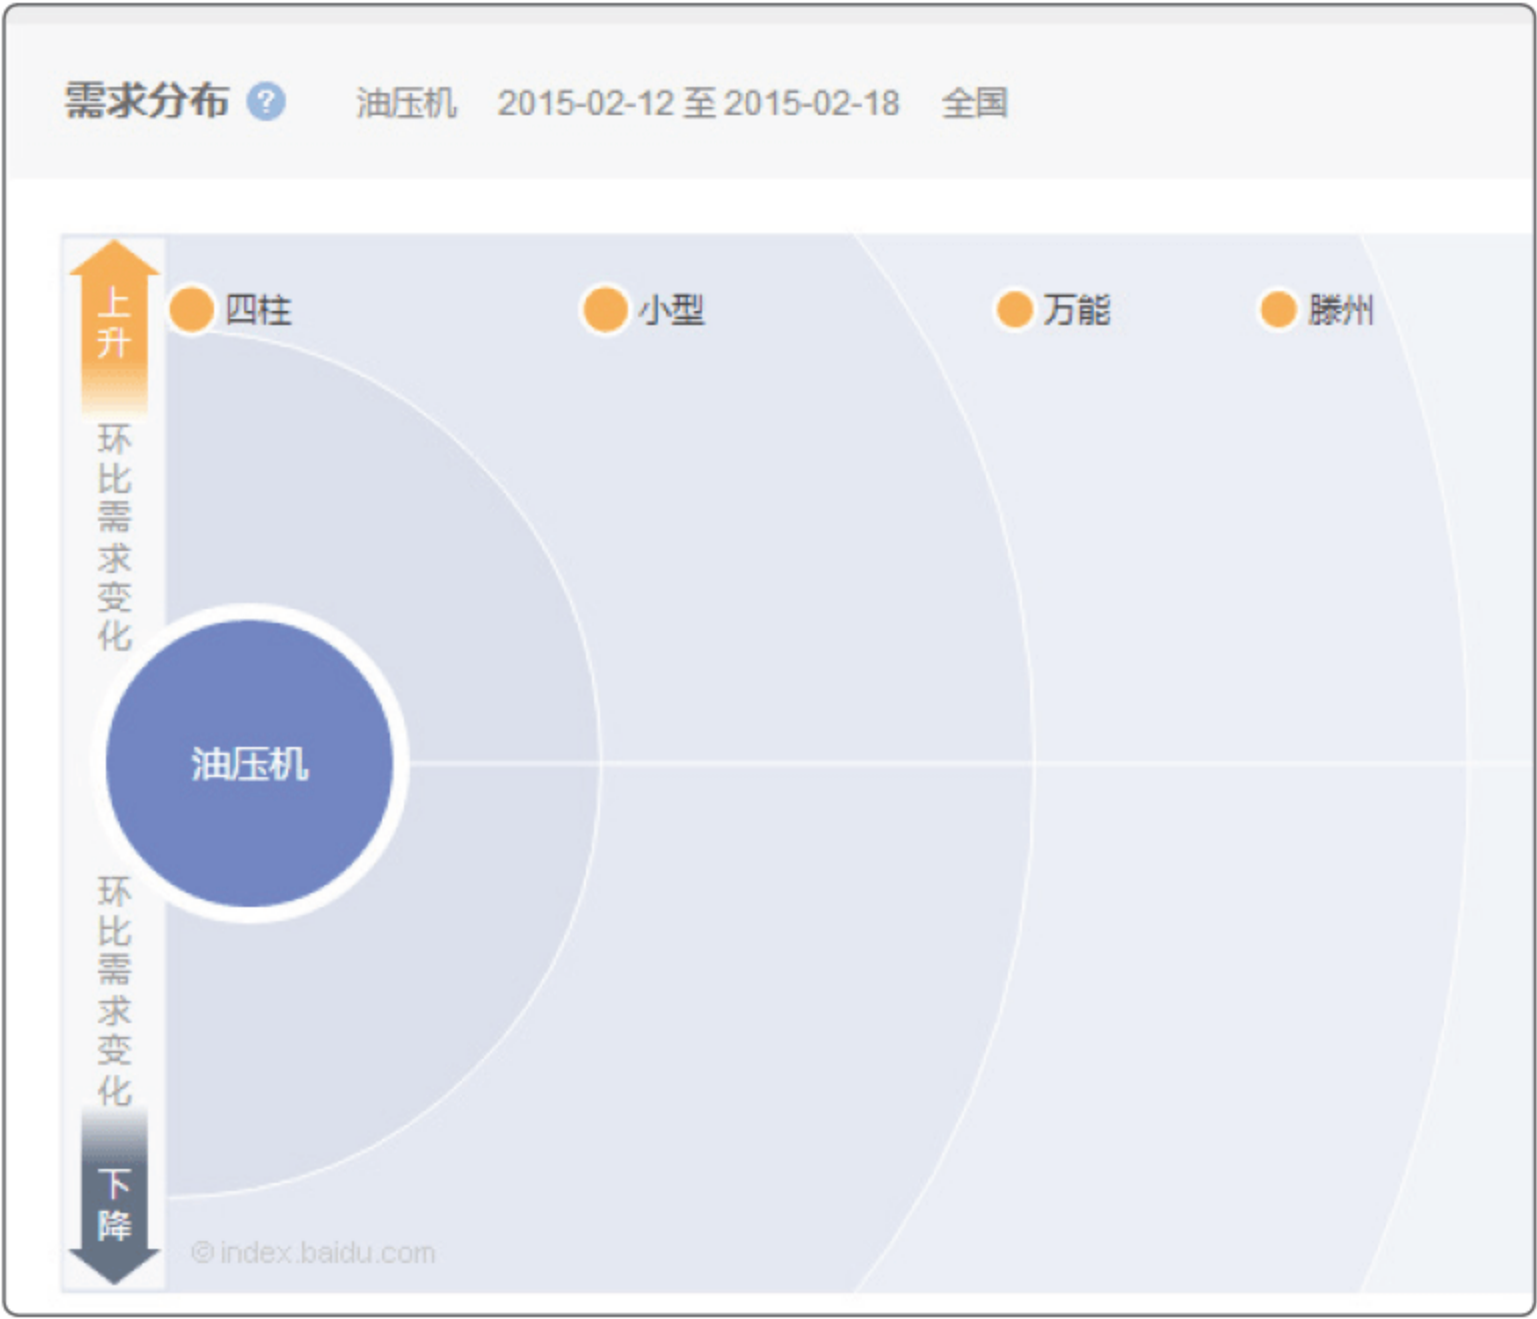 需求分布 ? 油压机 2015-02-12 至 2015-02-18 全国
上升
环比需求变化
四柱 小型 万能 滕州
油压机
环比需求变化
下降
© index.baidu.com